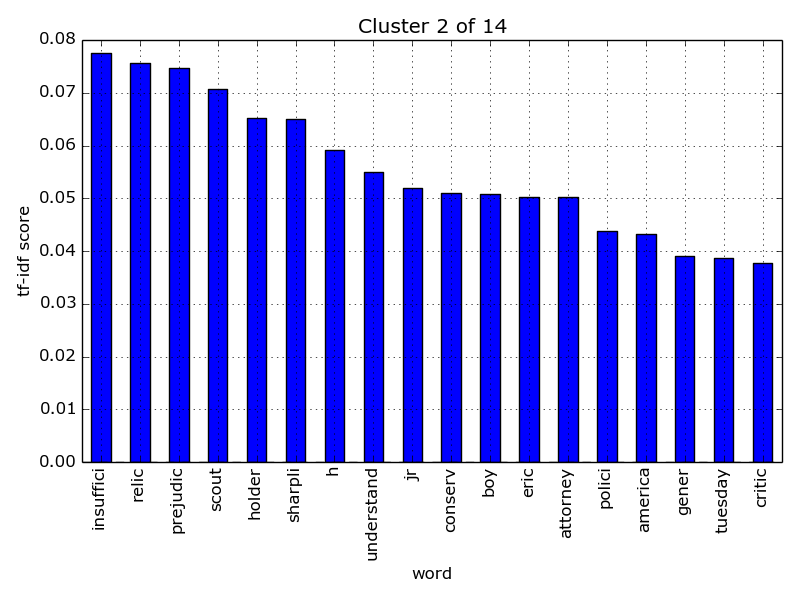 Cluster 2 of 14
0.08
0.07
0.06
0.05
0.04
0.03
0.02
0.01
0.00
tf-idf score
insuffici
relic
prejudic
scout
holder
sharpli
h
understand
jr
conserv
boy
eric
attorney
polici
america
gener
tuesday
critic
word